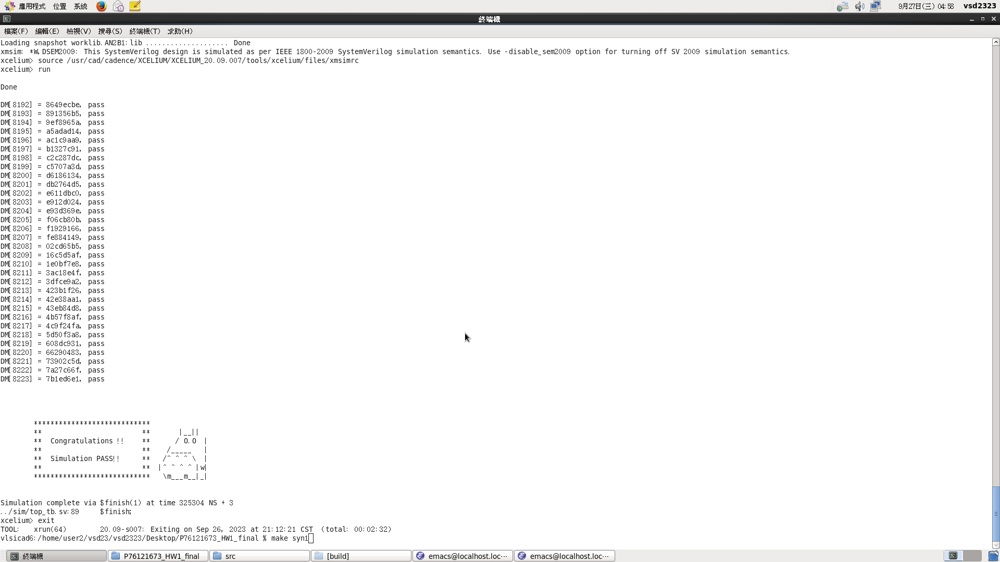 應用程式 位置 系統 9月27日(三) 04:58 vsd2323
終端機
檔案(F) 編輯(E) 檢視(V) 搜尋(S) 終端機(T) 求助(H)
Loading snapshot worklib.AN2B1:lib .................... Done
xmsim: *W,DSEM2009: This SystemVerilog design is simulated as per IEEE 1800-2009 SystemVerilog simulation semantics. Use -disable_sem2009 option for turning off SV 2009 simulation semantics.
xcelium> source /usr/cad/cadence/XCELIUM/XCELIUM_20.09.007/tools/xcelium/files/xmsimrc
xcelium> run
Done
DM[8192] = 8649ecbe, pass
DM[8193] = 891356b5, pass
DM[8194] = 9ef8965a, pass
DM[8195] = a5adad14, pass
DM[8196] = ac1c9aa9, pass
DM[8197] = b1327c91, pass
DM[8198] = c2c287dc, pass
DM[8199] = c5707a3d, pass
DM[8200] = d6186134, pass
DM[8201] = db2764d5, pass
DM[8202] = e611dbc0, pass
DM[8203] = e912d024, pass
DM[8204] = e93d369e, pass
DM[8205] = f06cb80b, pass
DM[8206] = f1929166, pass
DM[8207] = fe884149, pass
DM[8208] = 02cd65b5, pass
DM[8209] = 16c5d5af, pass
DM[8210] = 1e0bf7e8, pass
DM[8211] = 3ac18e4f, pass
DM[8212] = 3dfce9a2, pass
DM[8213] = 423b1f26, pass
DM[8214] = 42e38aa1, pass
DM[8215] = 43eb84d8, pass
DM[8216] = 4b57f8af, pass
DM[8217] = 4c9f24fa, pass
DM[8218] = 5d50f3a8, pass
DM[8219] = 608dc931, pass
DM[8220] = 66290483, pass
DM[8221] = 73902c5d, pass
DM[8222] = 7a27c66f, pass
DM[8223] = 7b1ed6e1, pass
****************************
**                        **       |__||
**  Congratulations !!    **      / O.O  |
**                        **    /_____   |
**  Simulation PASS!!     **   /^ ^ ^ \  |
**                        **  |^ ^ ^ ^ |w|
****************************   \m___m__|_|
Simulation complete via $finish(1) at time 325304 NS + 3
../sim/top_tb.sv:89     $finish;
xcelium> exit
TOOL:   xrun(64)        20.09-s007: Exiting on Sep 26, 2023 at 21:12:21 CST  (total: 00:02:32)
vlsicad6:/home/user2/vsd23/vsd2323/Desktop/P76121673_HW1_final % make syn1
終端機 P76121673_HW1_final src [build] emacs@localhost.loc··· emacs@localhost.loc···